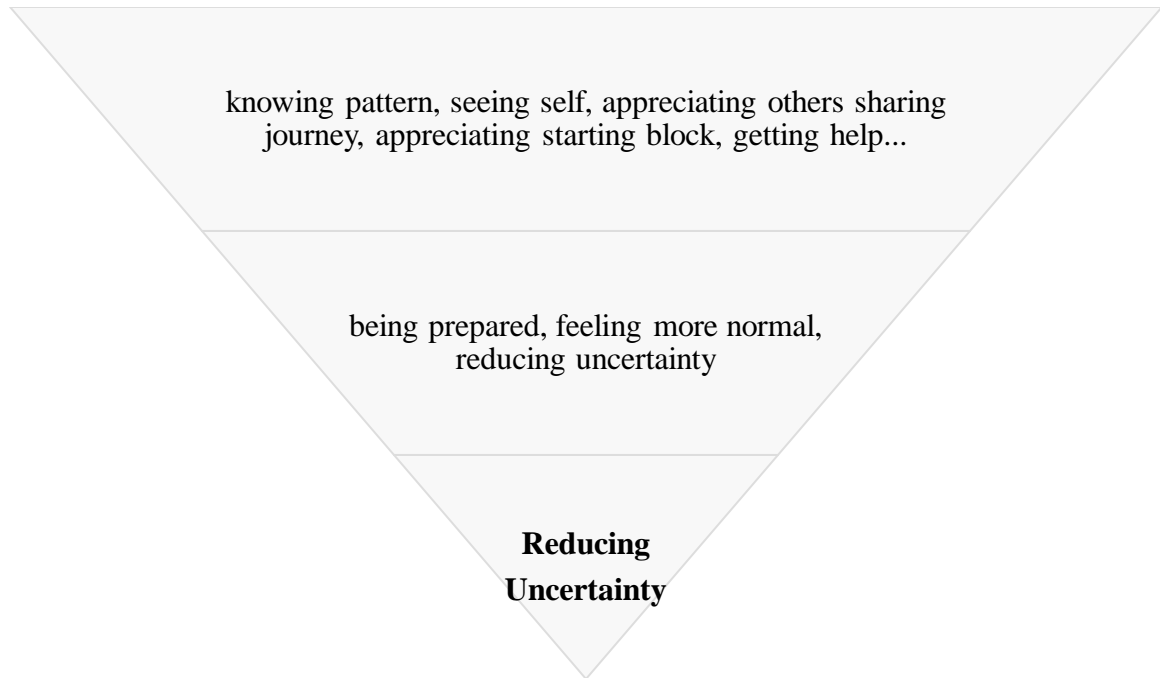 knowing pattern, seeing self, appreciating others sharing
journey, appreciating starting block, getting help...
being prepared, feeling more normal,
reducing uncertainty
Reducing
Uncertainty